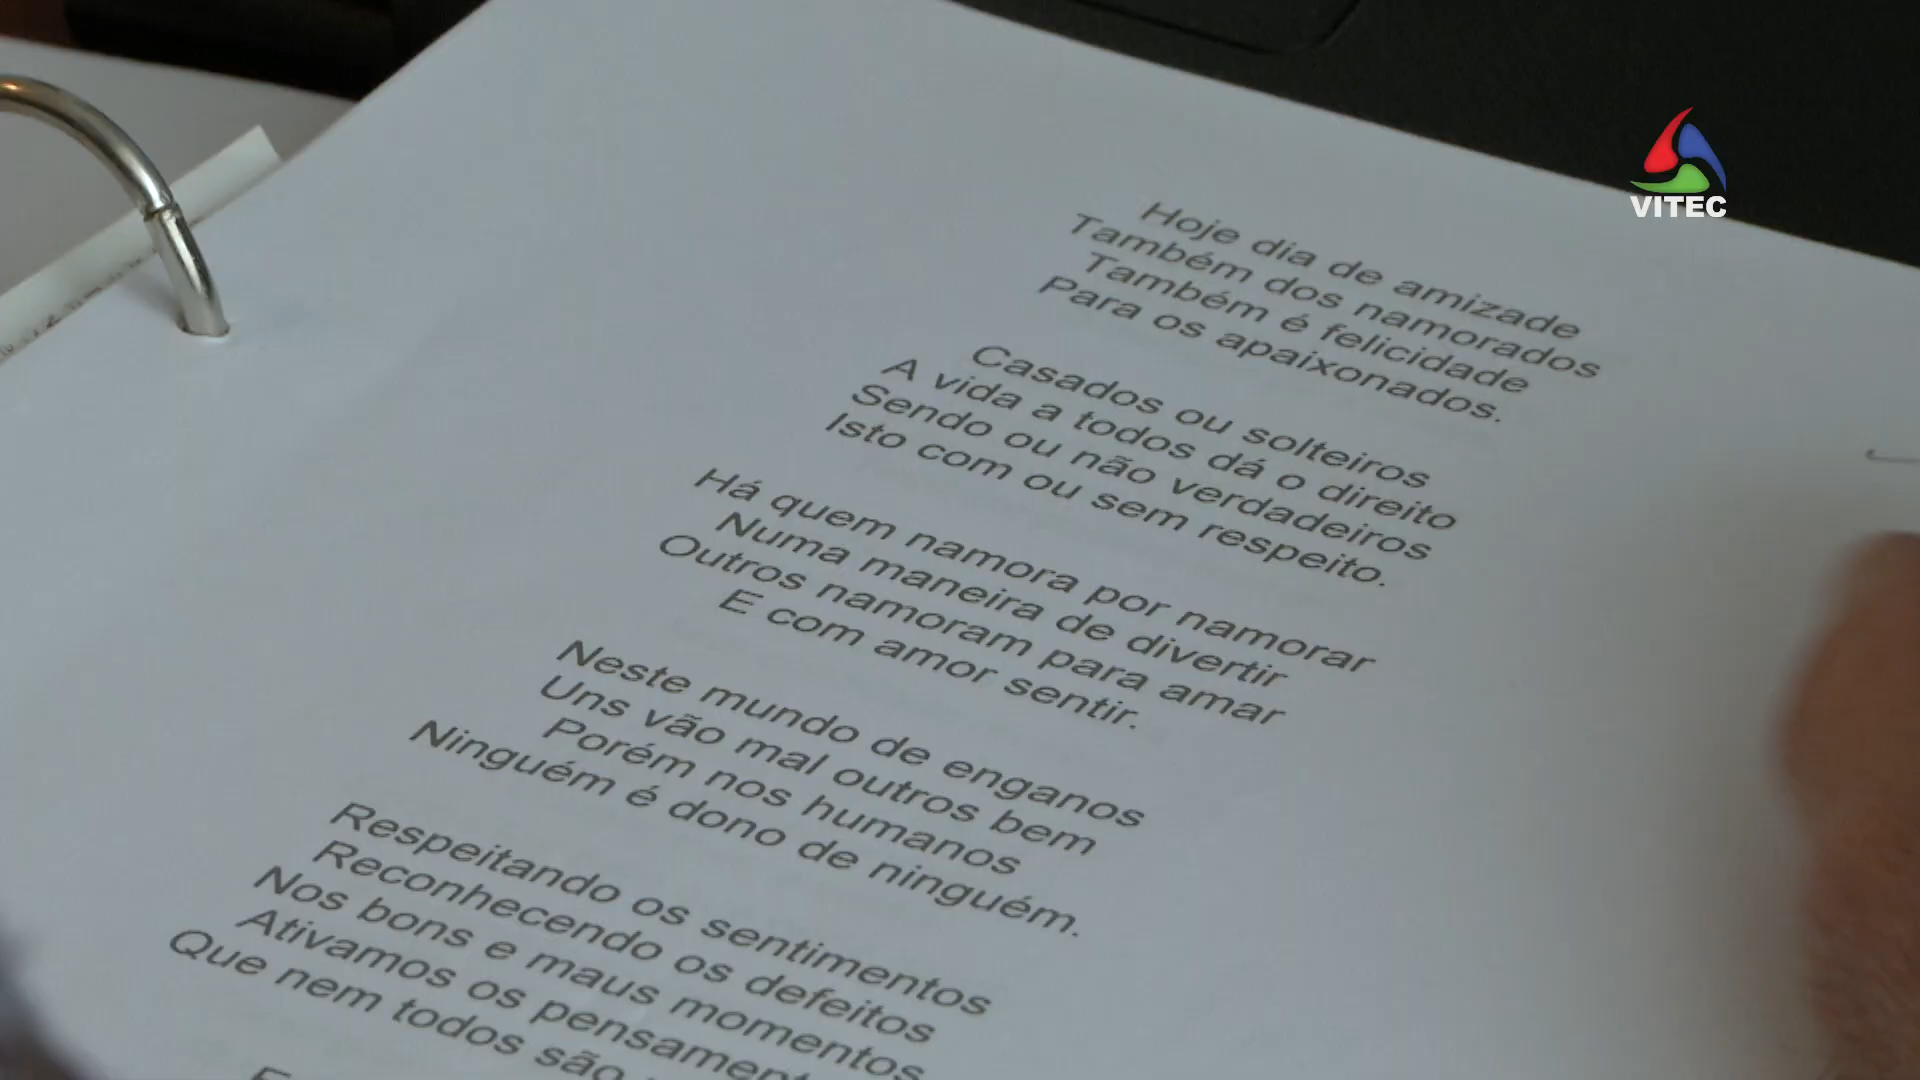 VITEC
Hoje dia de amizade
Também dos namorados
Também é felicidade
Para os apaixonados.
Casados ou solteiros
A vida a todos dá o direito
Sendo ou não verdadeiros
Isto com ou sem respeito.
Há quem namora por namorar
Numa maneira de divertir
Outros namoram para amar
E com amor sentir.
Neste mundo de enganos
Uns vão mal outros bem
Porém nos humanos
Ninguém é dono de ninguém.
Respeitando os sentimentos
Reconhecendo os defeitos
Nos bons e maus momentos
Ativamos os
Que nem todos são